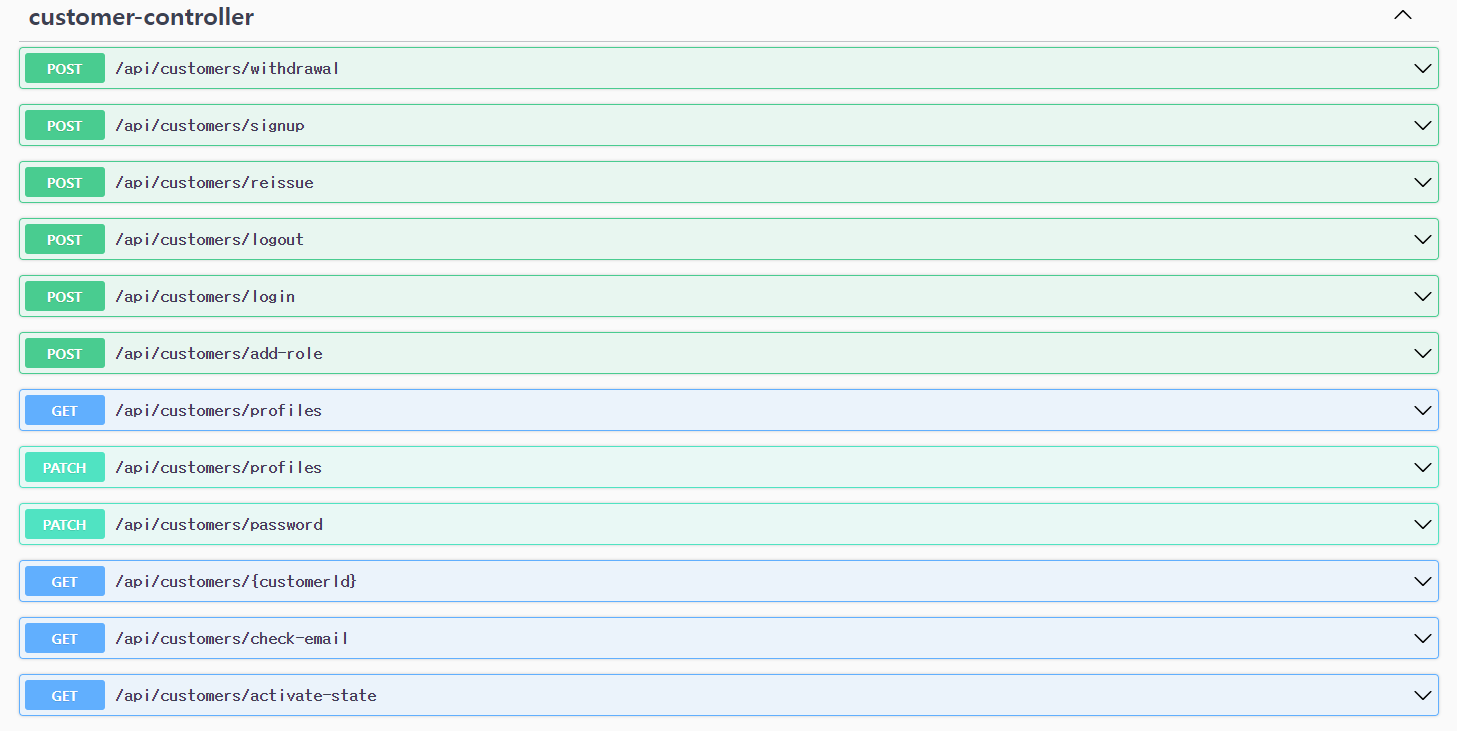 customer-controller
POST /api/customers/withdrawal
POST /api/customers/signup
POST /api/customers/reissue
POST /api/customers/logout
POST /api/customers/login
POST /api/customers/add-role
GET /api/customers/profiles
PATCH /api/customers/profiles
PATCH /api/customers/password
GET /api/customers/{customerId}
GET /api/customers/check-email
GET /api/customers/activate-state